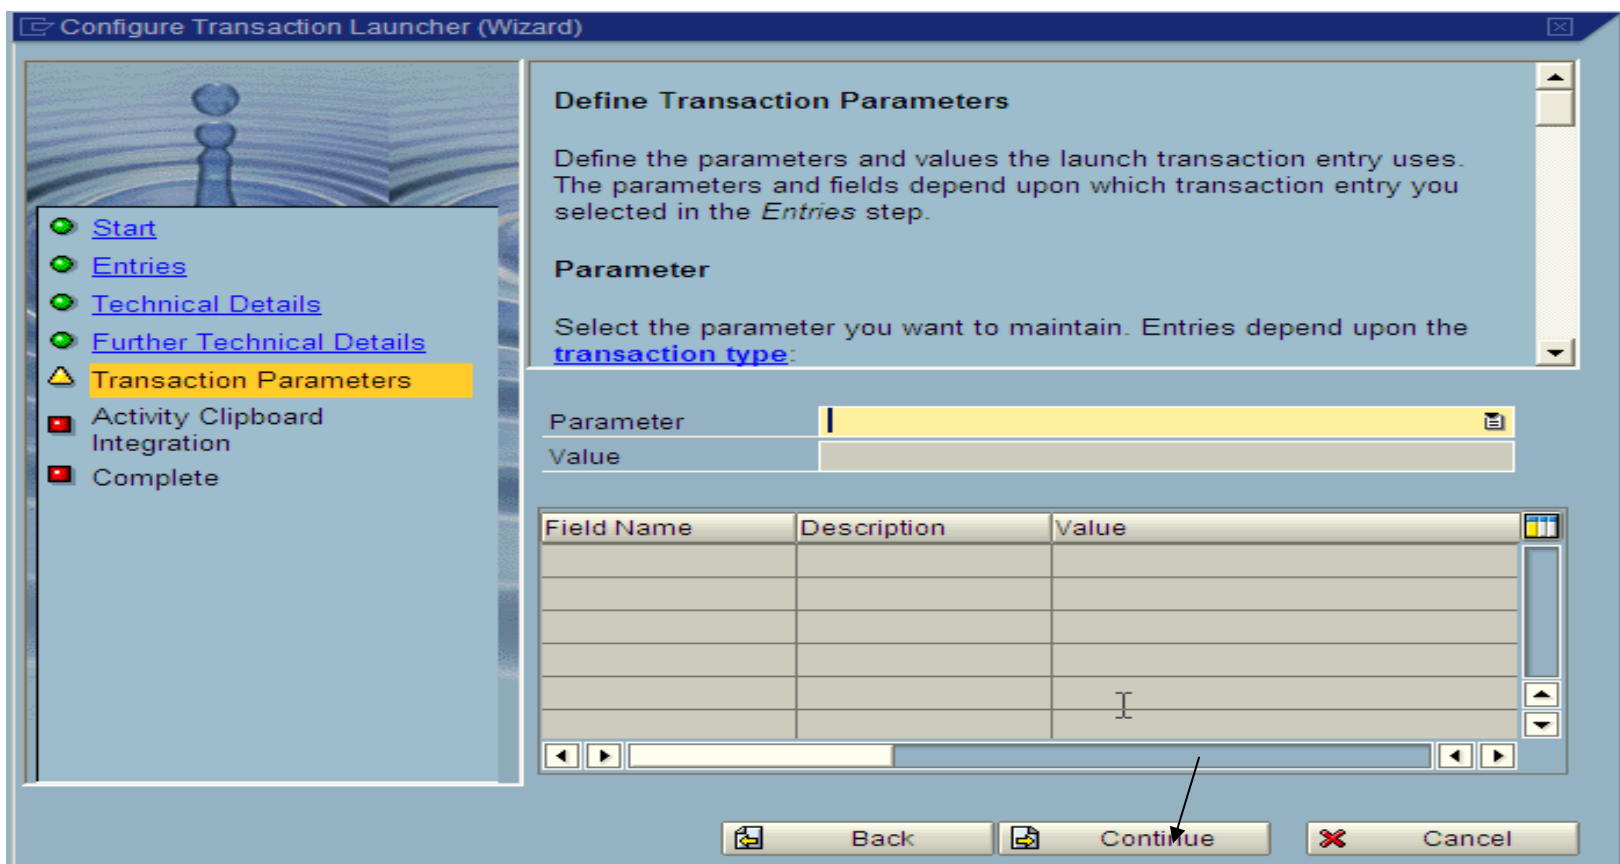 Configure Transaction Launcher (Wizard)
Define Transaction Parameters
Define the parameters and values the launch transaction entry uses.
The parameters and fields depend upon which transaction entry you
selected in the Entries step.
Parameter
Select the parameter you want to maintain. Entries depend upon the
transaction type:
Start
Entries
Technical Details
Further Technical Details
Transaction Parameters
Activity Clipboard
Integration
Complete
Parameter
Value
Field Name Description Value
Back Continue Cancel